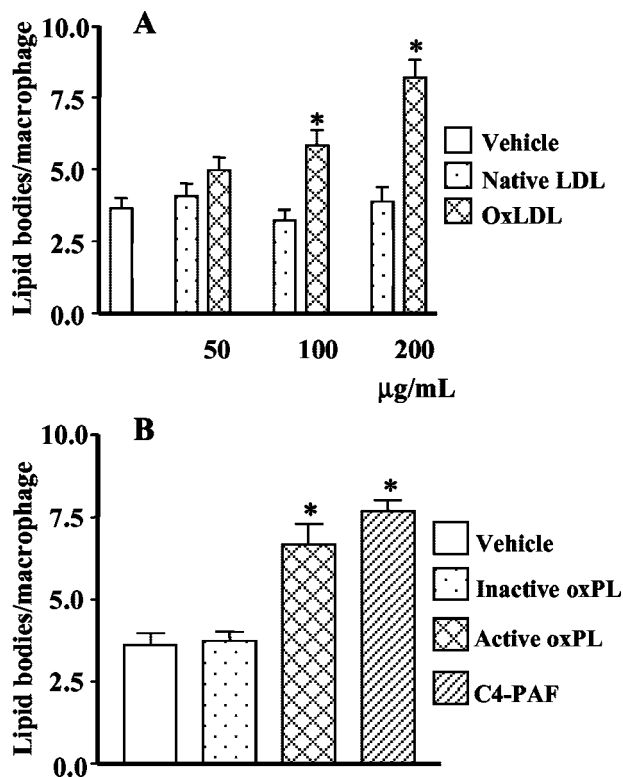 A
Lipid bodies/macrophage
10.0
7.5
5.0
2.5
0.0
*
*
Vehicle
Native LDL
OxLDL
50 100 200
µg/mL
B
Lipid bodies/macrophage
10.0
7.5
5.0
2.5
0.0
*
*
Vehicle
Inactive oxPL
Active oxPL
C4-PAF